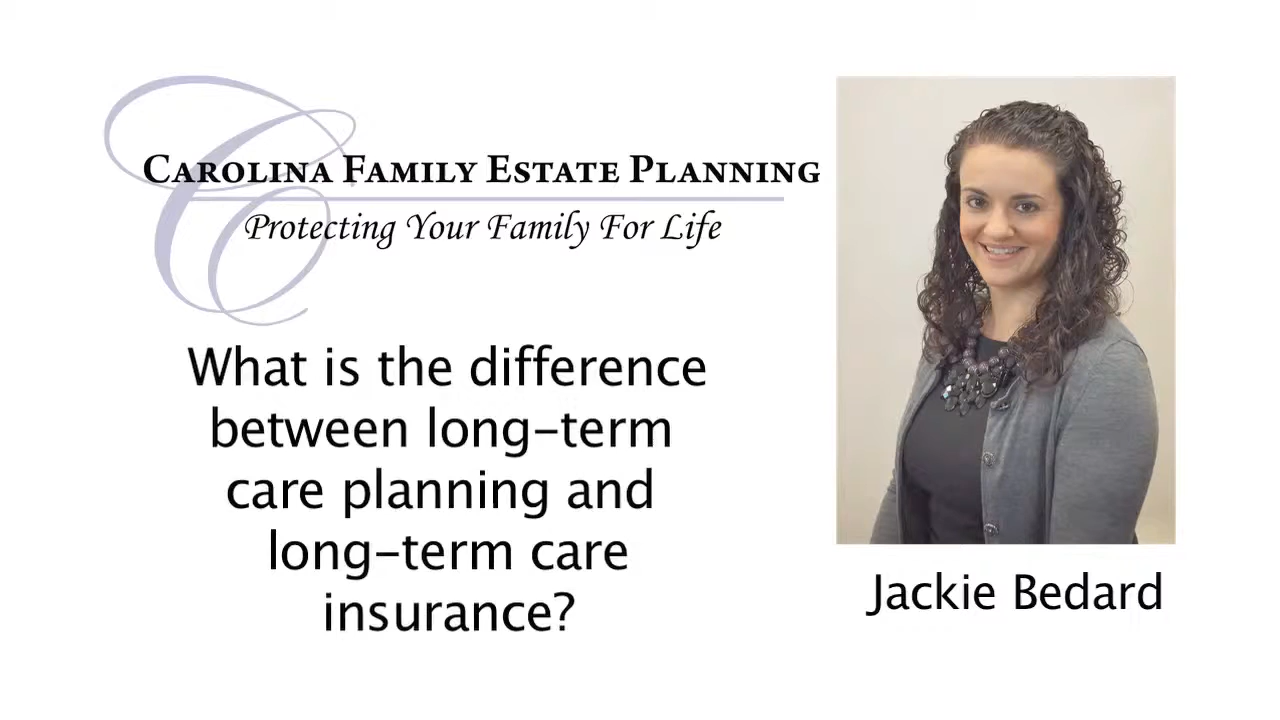 CAROLINA FAMILY ESTATE PLANNING
Protecting Your Family For Life
What is the difference
between long-term
care planning and
long-term care
insurance?
Jackie Bedard